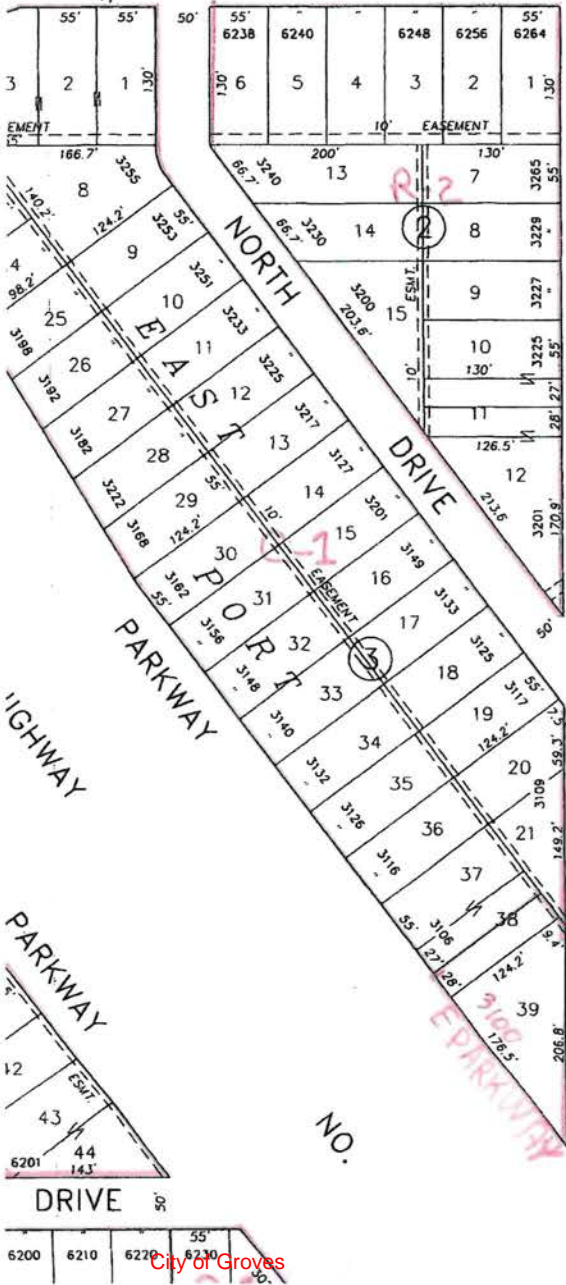 55' 55' 50' 55' " " " "
6238 6240 6248 6256 6264
3 2 1 130' 130' 6 5 4 3 2 1 130'
EMENT 10' EASEMENT
166.7' 200' 130'
8 3255 66.7' 3240 13 7 3265 55'
R 2
140.2' 124.2' 55' 66.7' 3230 14 2 8 3229 "
9 3253
NORTH
98.2' 25 10 3251 " 3200 15 ESMT. 9 3227 "
203.6'
3198 26 11 3233 " 10 3225 55'
EAST
10' 130' 27'
3192 27 12 3225 " 11 28'
3182 28 13 3217 " 126.5'
DRIVE
12
3222 29 55' 14 3127 " 213.6 3201 170.9'
3168 124.2' 10' 15 3201 "
30 C-1
EASEMENT
3162 31 16 3149 "
55' PORT 50'
3156 32 17 3133 "
PARKWAY
" 3148 33 3 18 3125 "
" 3140 34 19 3117 55' 7.5'
124.2' 59.3'
HIGHWAY
" 3132 35 20 3109
" 3126 36 21 149.2'
" 3116 37
" 38 9.4'
55' 3106
27' 28' 124.2'
PARKWAY
39
3100
176.5' 206.8'
E PARKWAY
42 ESMT.
43
NO.
6201 44
143'
DRIVE 50'
55'
6200 6210 6220 6230
City of Groves
30'